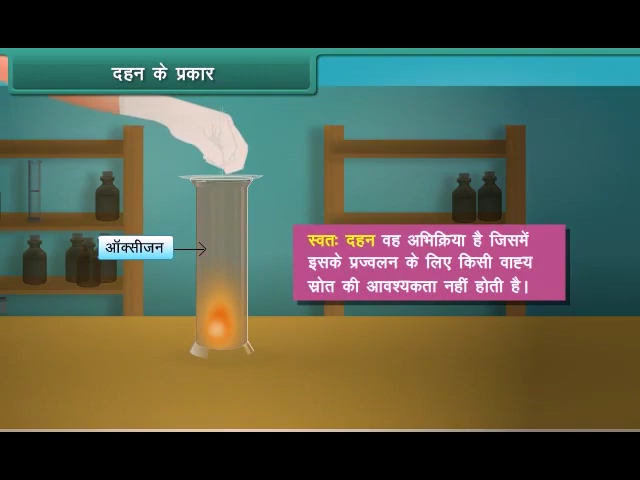 दहन के प्रकार
ऑक्सीजन
स्वतः दहन वह अभिक्रिया है जिसमें
इसके प्रज्वलन के लिए किसी वाह्य
स्रोत की आवश्यकता नहीं होती है।